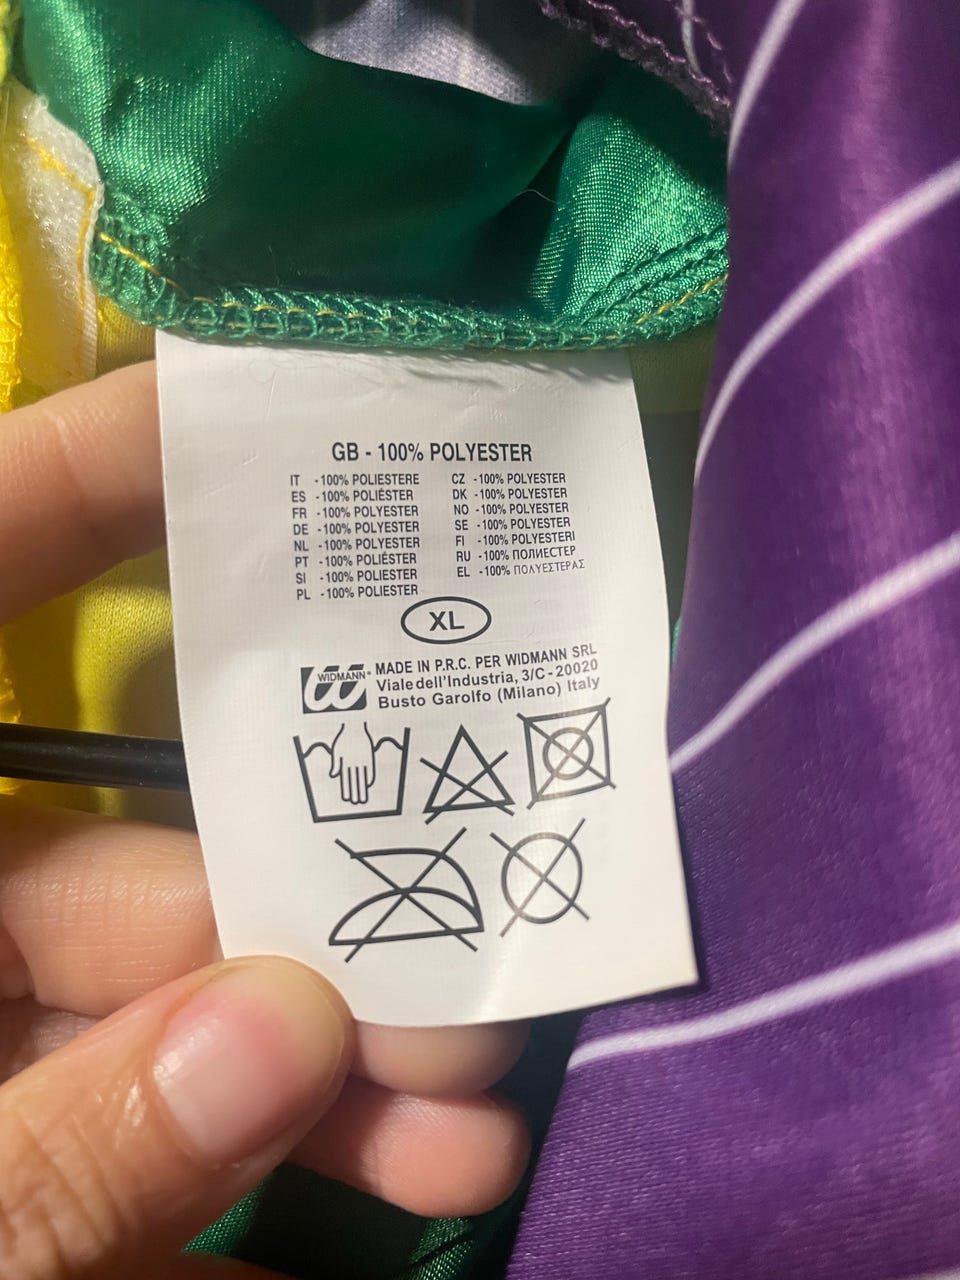 GB - 100% POLYESTER
IT -100% POLIESTERE
ES -100% POLIÉSTER
FR -100% POLYESTER
DE -100% POLYESTER
NL -100% POLYESTER
PT -100% POLIÉSTER
SI -100% POLIESTER
PL -100% POLIESTER
CZ -100% POLYESTER
DK -100% POLYESTER
NO -100% POLYESTER
SE -100% POLYESTER
FI -100% POLYESTERI
RU -100% ПОЛИЕСТЕР
EL -100% ΠΟΛΥΕΣΤΕΡΑΣ
XL
WIDMANN®
MADE IN P.R.C. PER WIDMANN SRL
Viale dell'Industria, 3/C - 20020
Busto Garolfo (Milano) Italy